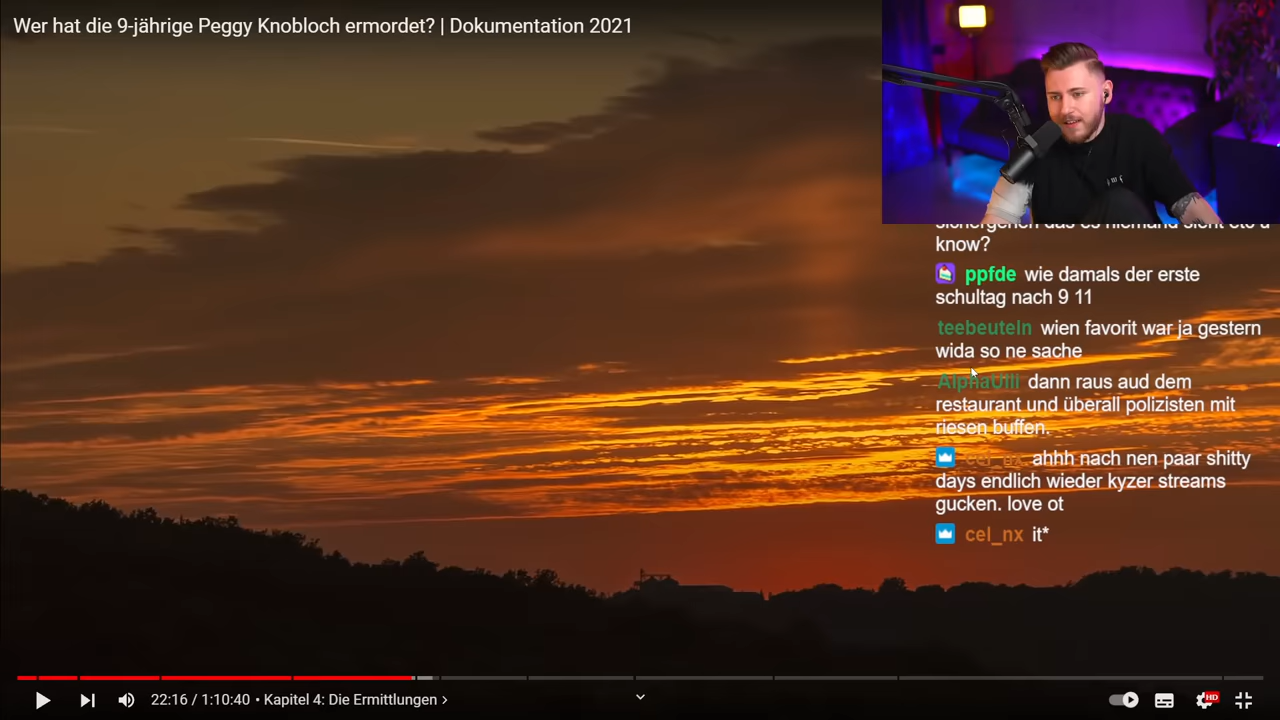 Wer hat die 9-jährige Peggy Knobloch ermordet? | Dokumentation 2021
know?
ppfde wie damals der erste
schultag nach 9 11
teebeuteln wien favorit war ja gestern
wida so ne sache
dann raus aud dem
restaurant und überall polizisten mit
riesen buffen.
cel_nx ahhh nach nen paar shitty
days endlich wieder kyzer streams
gucken. love ot
cel_nx it*
22:16 / 1:10:40 • Kapitel 4: Die Ermittlungen
HD